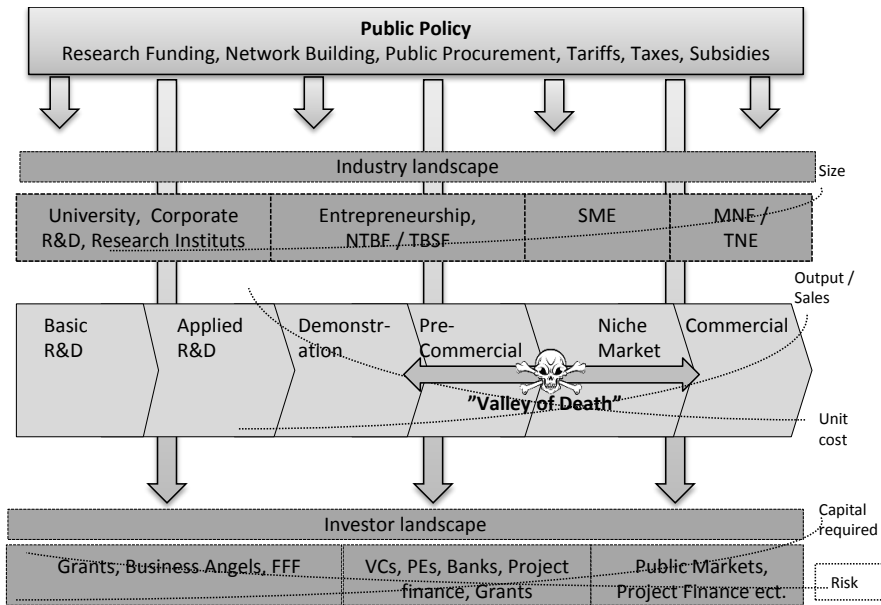 Public Policy
Research Funding, Network Building, Public Procurement, Tariffs, Taxes, Subsidies
Industry landscape
Size
University, Corporate
R&D, Research Instituts
Entrepreneurship,
NTBF / TBSF
SME
MNE /
TNE
Output /
Sales
Basic
R&D
Applied
R&D
Demonstr-
ation
Pre-
Commercial
Niche
Market
Commercial
”Valley of Death”
Unit
cost
Capital
required
Investor landscape
Grants, Business Angels, FFF
VCs, PEs, Banks, Project
finance, Grants
Public Markets,
Project Finance ect.
Risk